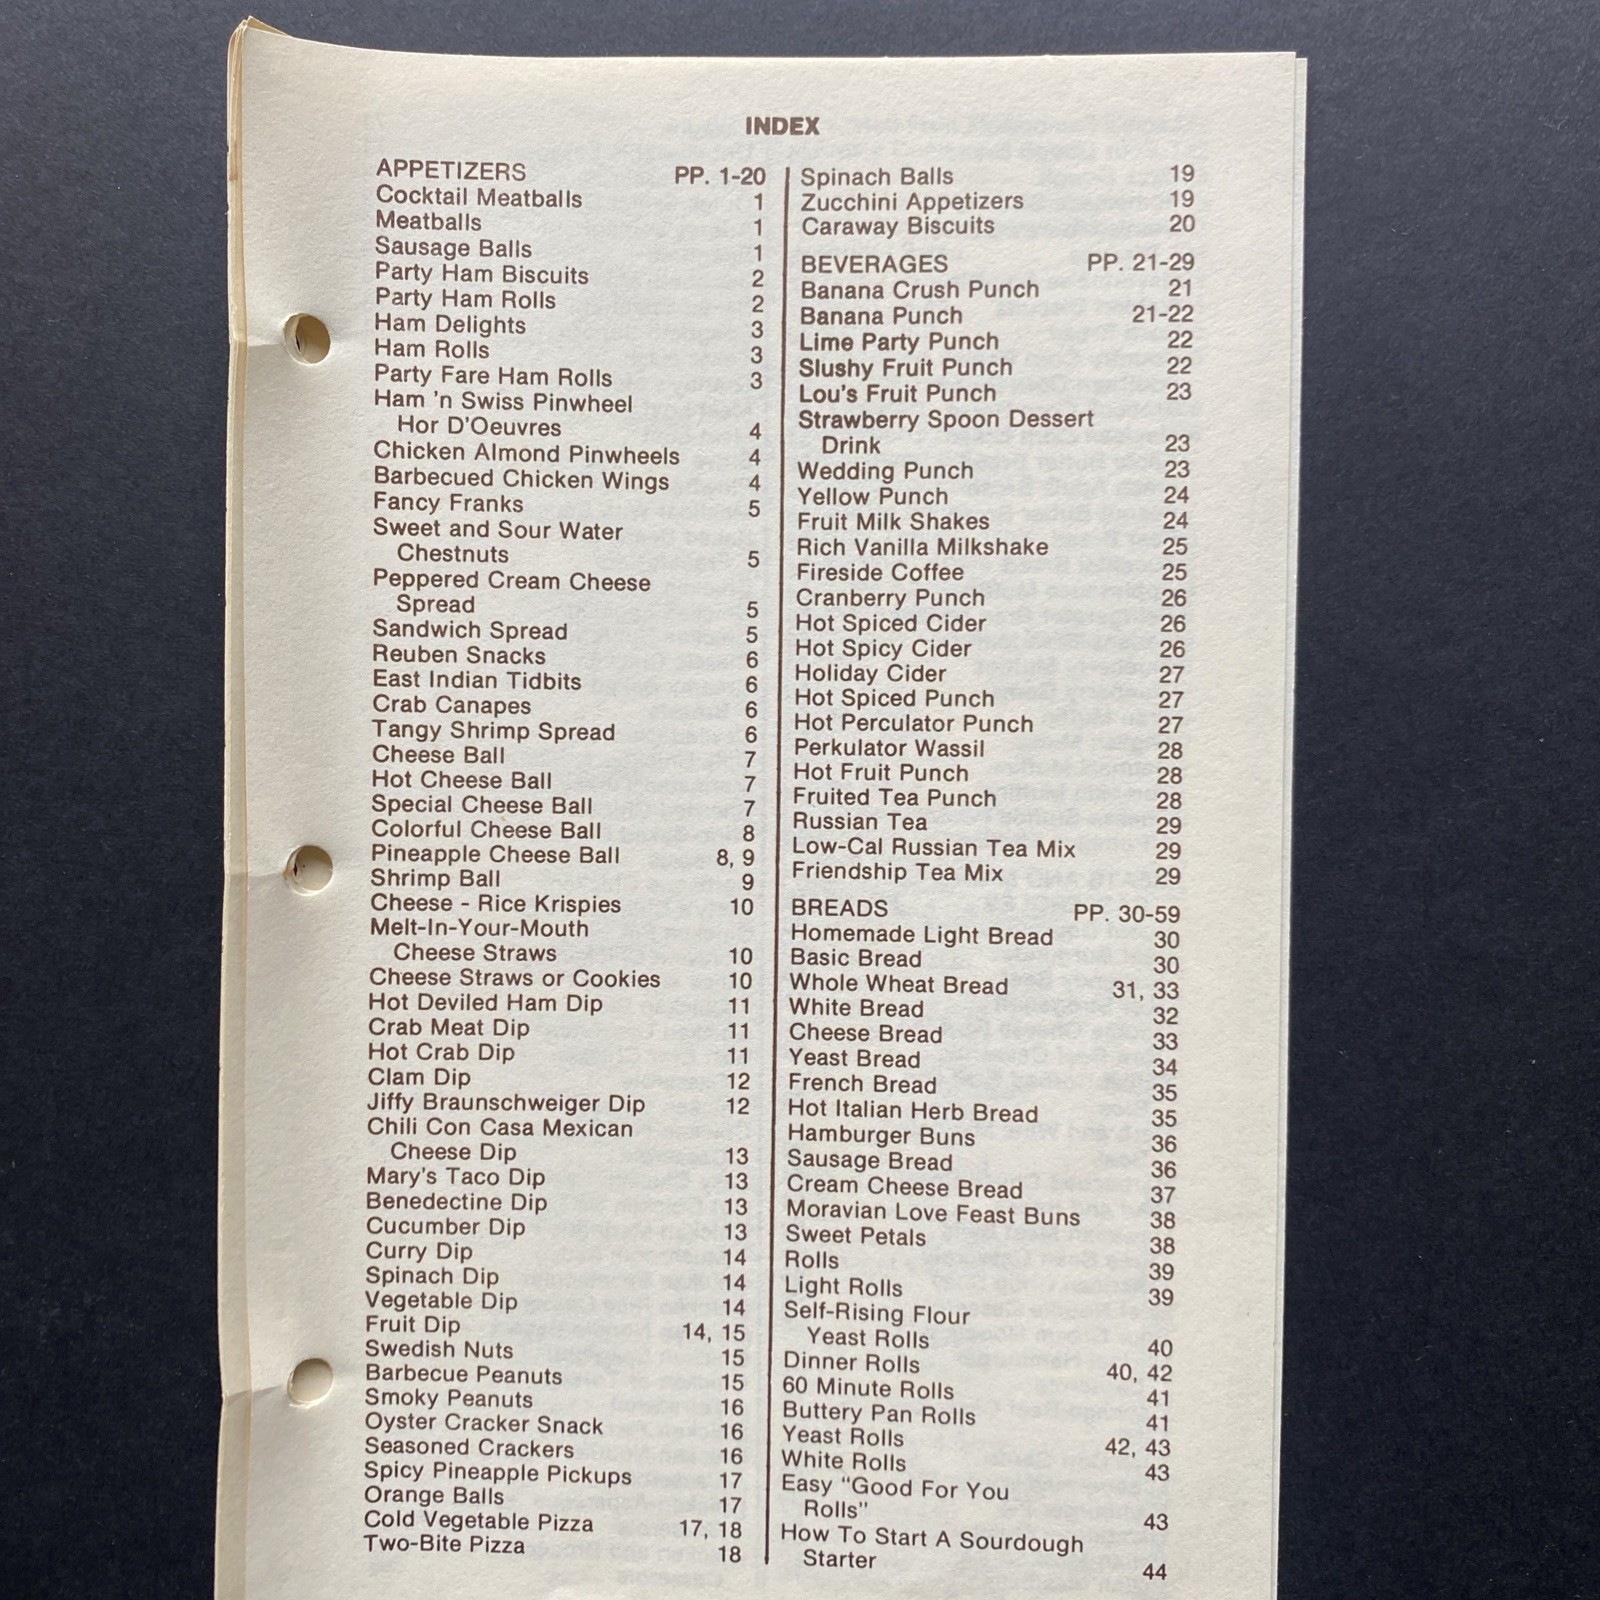 INDEX
APPETIZERS PP. 1-20
Cocktail Meatballs 1
Meatballs 1
Sausage Balls 1
Party Ham Biscuits 2
Party Ham Rolls 2
Ham Delights 3
Ham Rolls 3
Party Fare Ham Rolls 3
Ham 'n Swiss Pinwheel
Hor D'Oeuvres 4
Chicken Almond Pinwheels 4
Barbecued Chicken Wings 4
Fancy Franks 5
Sweet and Sour Water
Chestnuts 5
Peppered Cream Cheese
Spread 5
Sandwich Spread 5
Reuben Snacks 6
East Indian Tidbits 6
Crab Canapes 6
Tangy Shrimp Spread 6
Cheese Ball 7
Hot Cheese Ball 7
Special Cheese Ball 7
Colorful Cheese Ball 8
Pineapple Cheese Ball 8, 9
Shrimp Ball 9
Cheese - Rice Krispies 10
Melt-In-Your-Mouth
Cheese Straws 10
Cheese Straws or Cookies 10
Hot Deviled Ham Dip 11
Crab Meat Dip 11
Hot Crab Dip 11
Clam Dip 12
Jiffy Braunschweiger Dip 12
Chili Con Casa Mexican
Cheese Dip 13
Mary's Taco Dip 13
Benedectine Dip 13
Cucumber Dip 13
Curry Dip 14
Spinach Dip 14
Vegetable Dip 14
Fruit Dip 14, 15
Swedish Nuts 15
Barbecue Peanuts 15
Smoky Peanuts 16
Oyster Cracker Snack 16
Seasoned Crackers 16
Spicy Pineapple Pickups 17
Orange Balls 17
Cold Vegetable Pizza 17, 18
Two-Bite Pizza 18
Spinach Balls 19
Zucchini Appetizers 19
Caraway Biscuits 20
BEVERAGES PP. 21-29
Banana Crush Punch 21
Banana Punch 21-22
Lime Party Punch 22
Slushy Fruit Punch 22
Lou's Fruit Punch 23
Strawberry Spoon Dessert
Drink 23
Wedding Punch 23
Yellow Punch 24
Fruit Milk Shakes 24
Rich Vanilla Milkshake 25
Fireside Coffee 25
Cranberry Punch 26
Hot Spiced Cider 26
Hot Spicy Cider 26
Holiday Cider 27
Hot Spiced Punch 27
Hot Perculator Punch 27
Perkulator Wassil 28
Hot Fruit Punch 28
Fruited Tea Punch 28
Russian Tea 29
Low-Cal Russian Tea Mix 29
Friendship Tea Mix 29
BREADS PP. 30-59
Homemade Light Bread 30
Basic Bread 30
Whole Wheat Bread 31, 33
White Bread 32
Cheese Bread 33
Yeast Bread 34
French Bread 35
Hot Italian Herb Bread 35
Hamburger Buns 36
Sausage Bread 36
Cream Cheese Bread 37
Moravian Love Feast Buns 38
Sweet Petals 38
Rolls 39
Light Rolls 39
Self-Rising Flour
Yeast Rolls 40
Dinner Rolls 40, 42
60 Minute Rolls 41
Buttery Pan Rolls 41
Yeast Rolls 42, 43
White Rolls 43
Easy "Good For You
Rolls" 43
How To Start A Sourdough
Starter 44